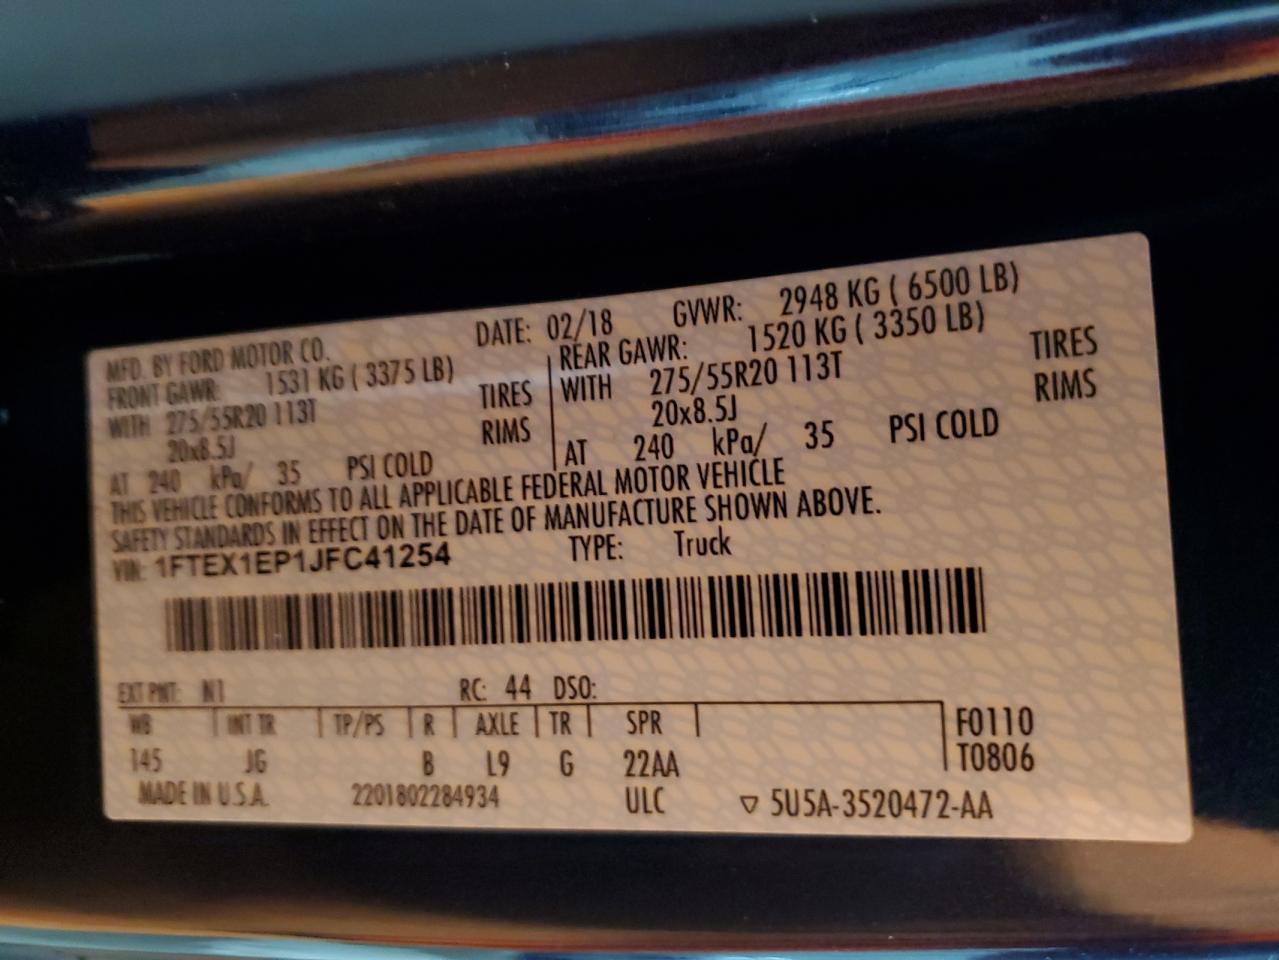 MFD. BY FORD MOTOR CO. DATE: 02/18 GVWR: 2948 KG ( 6500 LB)
FRONT GAWR: 1531 KG ( 3375 LB) REAR GAWR: 1520 KG ( 3350 LB)
WITH 275/55R20 113T TIRES WITH 275/55R20 113T TIRES
20x8.5J RIMS 20x8.5J RIMS
AT 240 kPa/ 35 PSI COLD AT 240 kPa/ 35 PSI COLD
THIS VEHICLE CONFORMS TO ALL APPLICABLE FEDERAL MOTOR VEHICLE
SAFETY STANDARDS IN EFFECT ON THE DATE OF MANUFACTURE SHOWN ABOVE.
VIN: 1FTEX1EP1JFC41254 TYPE: Truck
EXT PNT: N1 RC: 44 DSO:
WB INT TR TP/PS R AXLE TR SPR F0110
145 JG B L9 G 22AA T0806
MADE IN U.S.A. 2201802284934 ULC ▽ 5U5A-3520472-AA